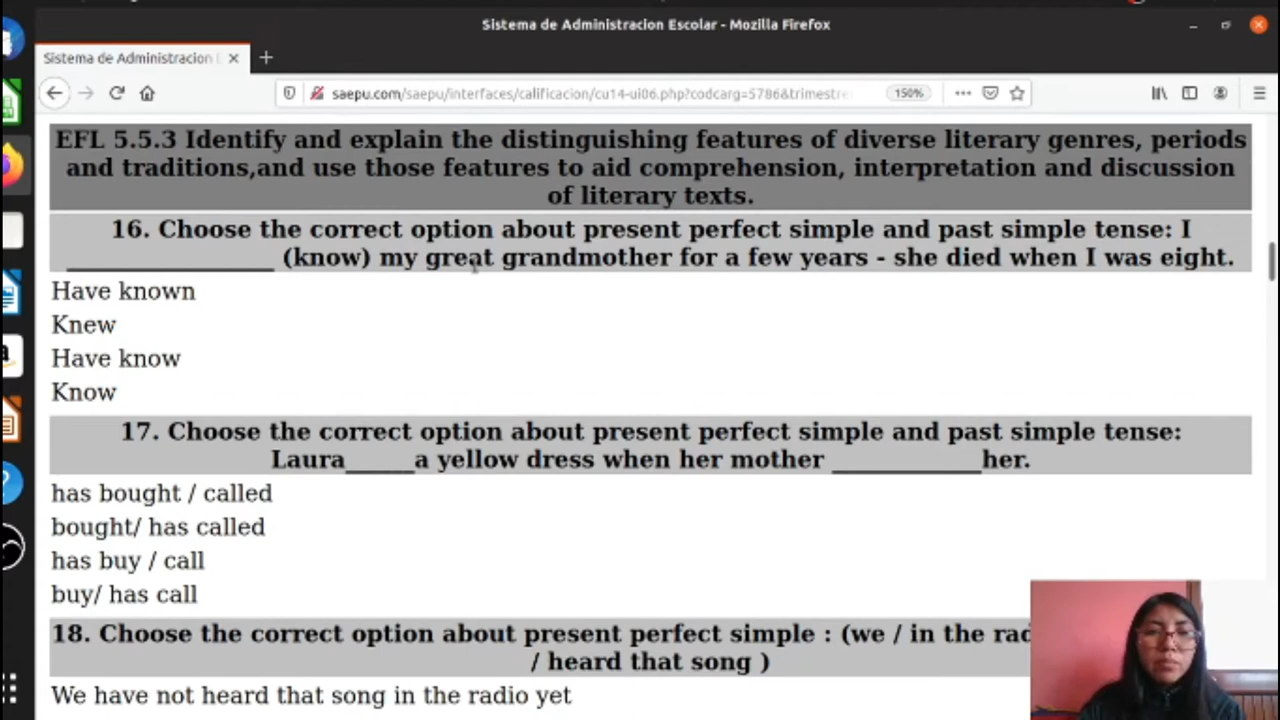 Sistema de Administracion Escolar - Mozilla Firefox
Sistema de Administracion
saepu.com/saepu/interfaces/calificacion/cu14-ui06.php?codcarg=5786&trimestre
150%
EFL 5.5.3 Identify and explain the distinguishing features of diverse literary genres, periods
and traditions,and use those features to aid comprehension, interpretation and discussion
of literary texts.
16. Choose the correct option about present perfect simple and past simple tense: I
_________________ (know) my great grandmother for a few years - she died when I was eight.
Have known
Knew
Have know
Know
17. Choose the correct option about present perfect simple and past simple tense:
Laura______a yellow dress when her mother _____________her.
has bought / called
bought/ has called
has buy / call
buy/ has call
18. Choose the correct option about present perfect simple : (we / in the rad
/ heard that song )
We have not heard that song in the radio yet